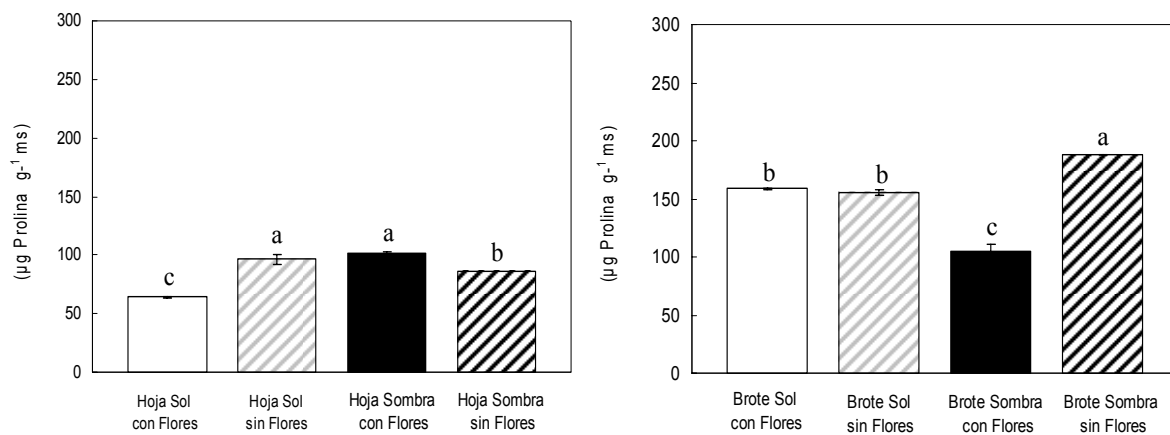 300
250
200
150
100
50
0
(µg Prolina g-¹ ms)
c
a
a
b
Hoja Sol
con Flores
Hoja Sol
sin Flores
Hoja Sombra
con Flores
Hoja Sombra
sin Flores
300
250
200
150
100
50
0
(µg Prolina g-¹ ms)
b
b
c
a
Brote Sol
con Flores
Brote Sol
sin Flores
Brote Sombra
con Flores
Brote Sombra
sin Flores